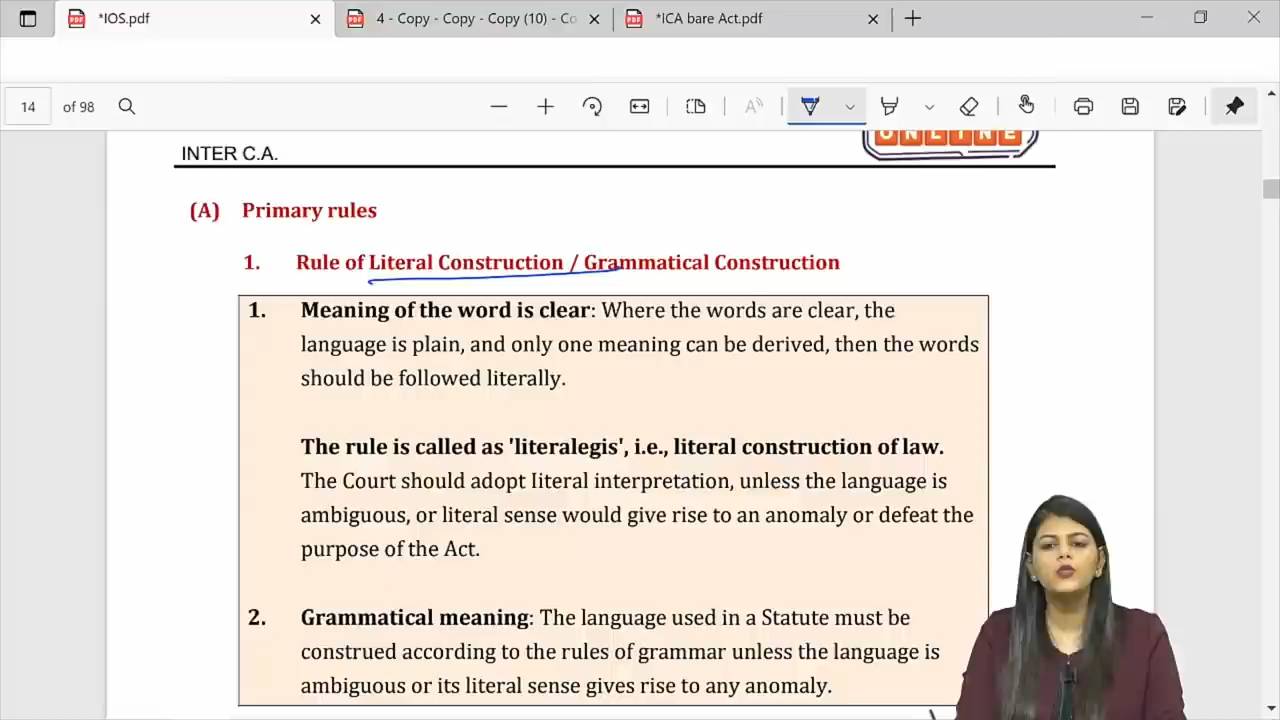 *IOS.pdf
4 - Copy - Copy - Copy (10) - Co
*ICA bare Act.pdf
14 of 98
ONLINE
INTER C.A.
(A) Primary rules
1. Rule of Literal Construction / Grammatical Construction
1. Meaning of the word is clear: Where the words are clear, the
language is plain, and only one meaning can be derived, then the words
should be followed literally.
The rule is called as 'literalegis', i.e., literal construction of law.
The Court should adopt Iiteral interpretation, unless the language is
ambiguous, or literal sense would give rise to an anomaly or defeat the
purpose of the Act.
2. Grammatical meaning: The language used in a Statute must be
construed according to the rules of grammar unless the language is
ambiguous or its literal sense gives rise to any anomaly.